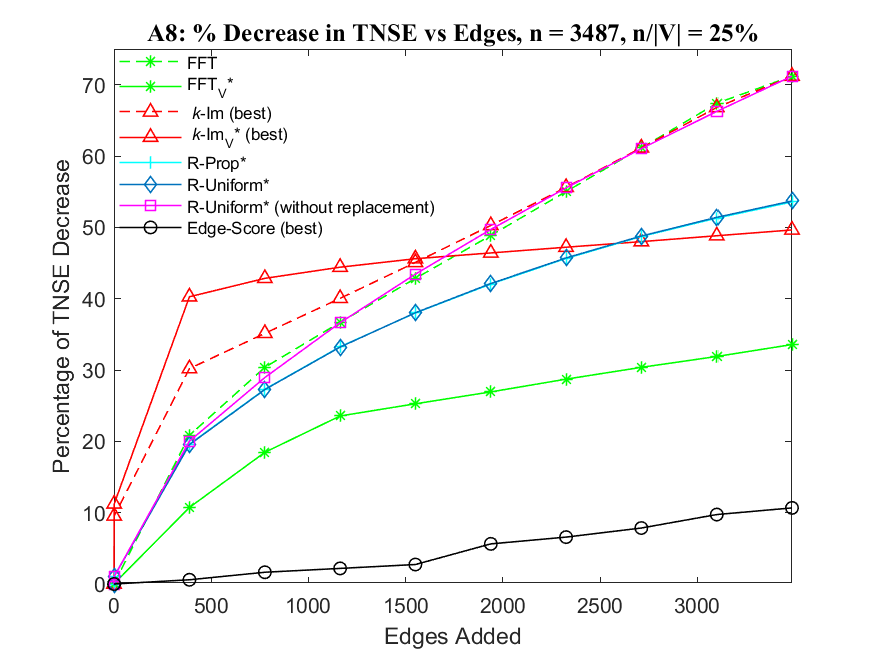 A8: % Decrease in TNSE vs Edges, n = 3487, n/|V| = 25%
FFT
FFT_V*
k-Im (best)
k-Im_V* (best)
R-Prop*
R-Uniform*
R-Uniform* (without replacement)
Edge-Score (best)
Percentage of TNSE Decrease
70
60
50
40
30
20
10
0
0 500 1000 1500 2000 2500 3000
Edges Added